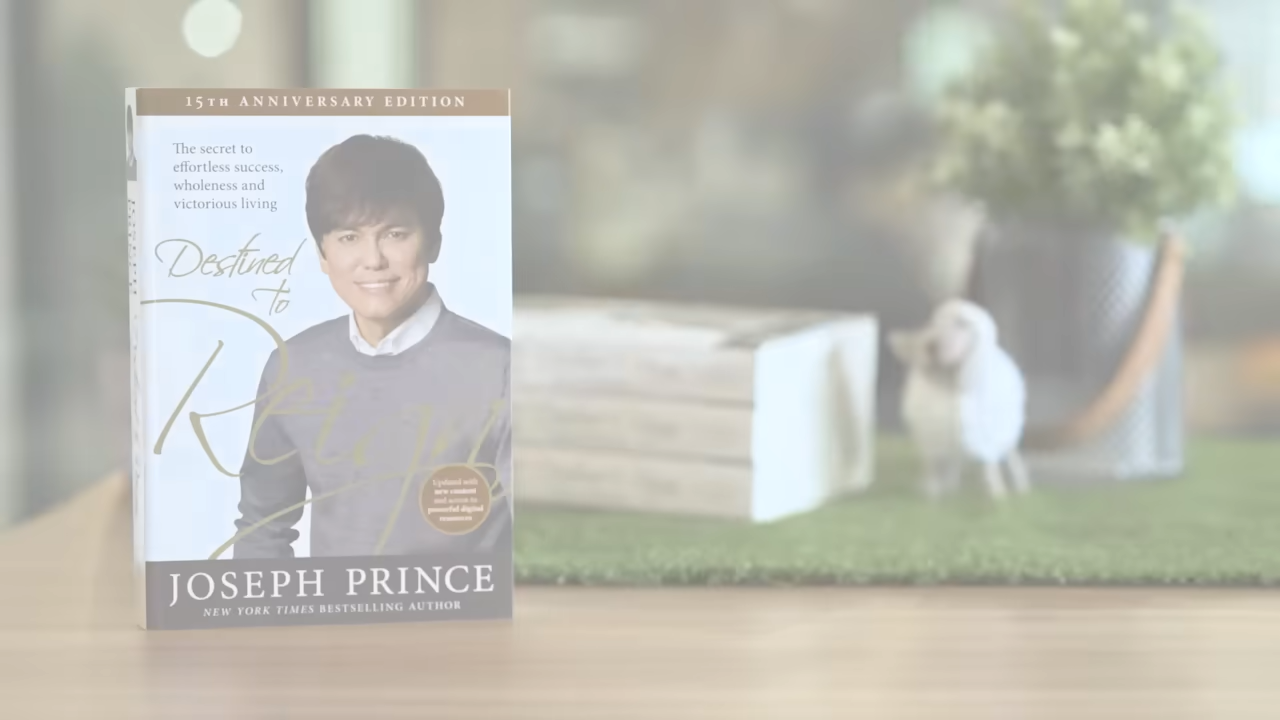 15TH ANNIVERSARY EDITION
The secret to
effortless success,
wholeness and
victorious living
Destined
to
Reign
Updated with
new content
and access to
powerful digital
resources
JOSEPH PRINCE
NEW YORK TIMES BESTSELLING AUTHOR